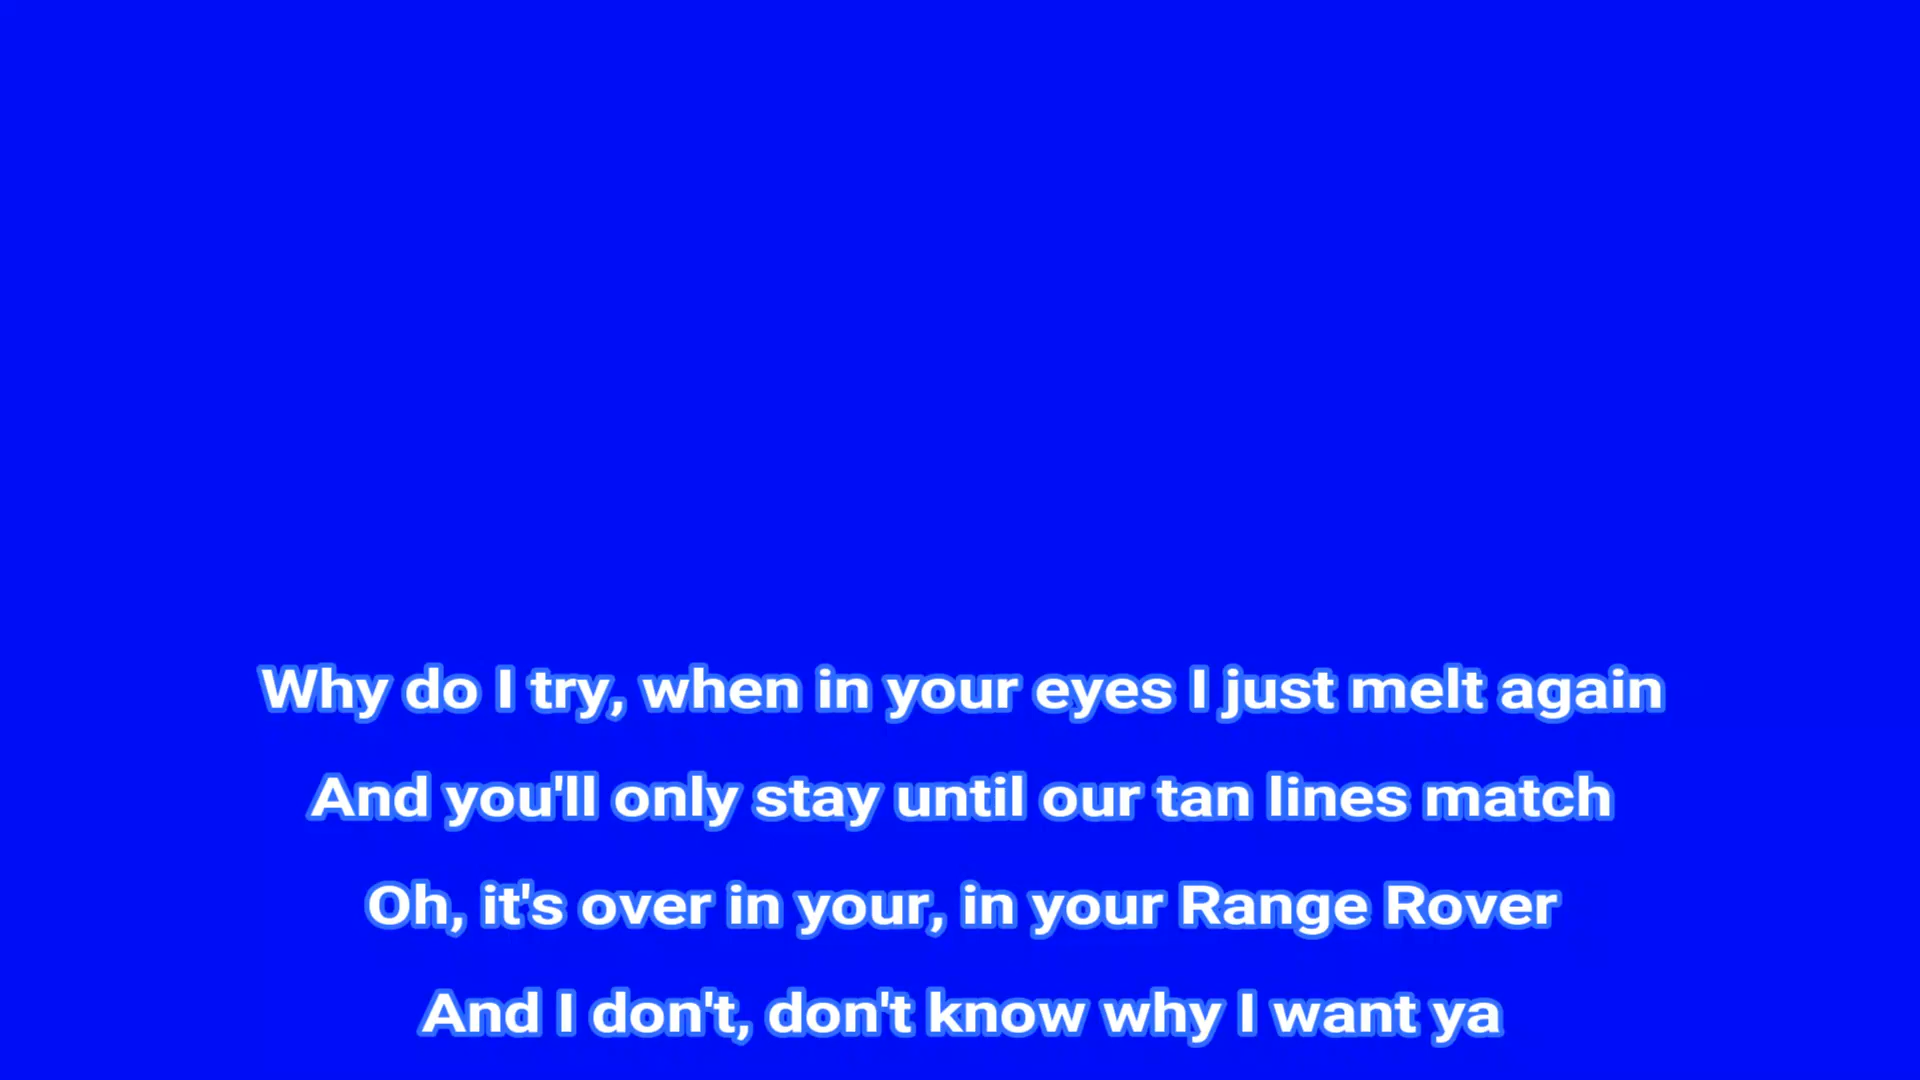 Why do I try, when in your eyes I just melt again
And you'll only stay until our tan lines match
Oh, it's over in your, in your Range Rover
And I don't, don't know why I want ya